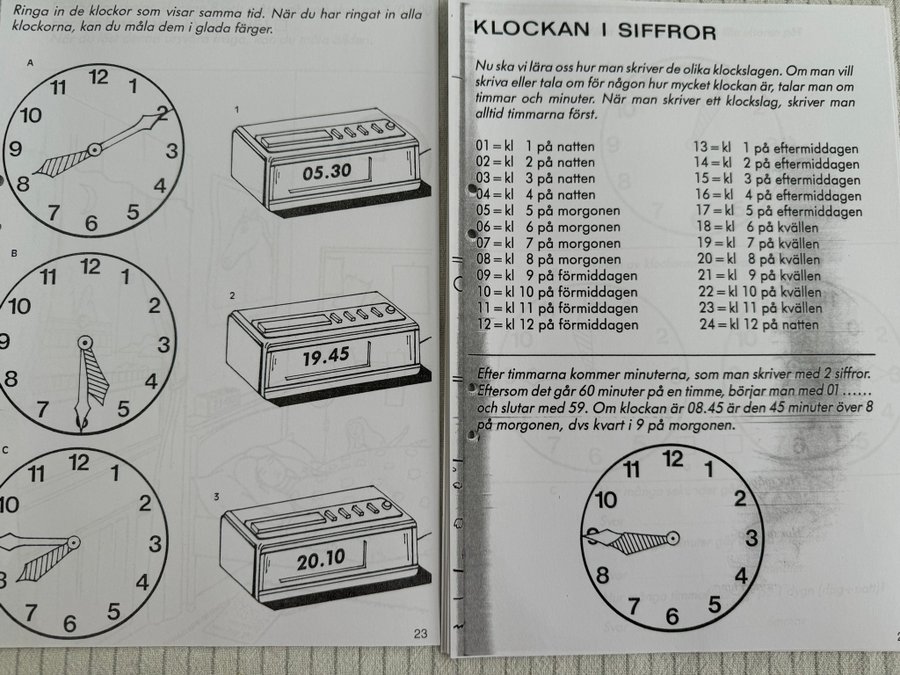 Ringa in de klockor som visar samma tid. När du har ringat in alla
klockorna, kan du måla dem i glada färger.
A
12
11
1
10
2
9
3
8
4
7
5
6
1
05.30
B
12
11
1
10
2
9
3
8
4
7
5
6
2
19.45
C
12
11
1
10
2
3
8
4
7
5
6
3
20.10
23
KLOCKAN I SIFFROR
Nu ska vi lära oss hur man skriver de olika klockslagen. Om man vill
skriva eller tala om för någon hur mycket klockan är, talar man om
timmar och minuter. När man skriver ett klockslag, skriver man
alltid timmarna först.
01 = kl 1 på natten
02 = kl 2 på natten
03 = kl 3 på natten
04 = kl 4 på natten
05 = kl 5 på morgonen
06 = kl 6 på morgonen
07 = kl 7 på morgonen
08 = kl 8 på morgonen
09 = kl 9 på förmiddagen
10 = kl 10 på förmiddagen
11 = kl 11 på förmiddagen
12 = kl 12 på förmiddagen
13 = kl 1 på eftermiddagen
14 = kl 2 på eftermiddagen
15 = kl 3 på eftermiddagen
16 = kl 4 på eftermiddagen
17 = kl 5 på eftermiddagen
18 = kl 6 på kvällen
19 = kl 7 på kvällen
20 = kl 8 på kvällen
21 = kl 9 på kvällen
22 = kl 10 på kvällen
23 = kl 11 på kvällen
24 = kl 12 på natten
Efter timmarna kommer minuterna, som man skriver med 2 siffror.
Eftersom det går 60 minuter på en timme, börjar man med 01 ......
och slutar med 59. Om klockan är 08.45 är den 45 minuter över 8
på morgonen, dvs kvart i 9 på morgonen.
12
11
1
10
2
9
3
8
4
7
5
6